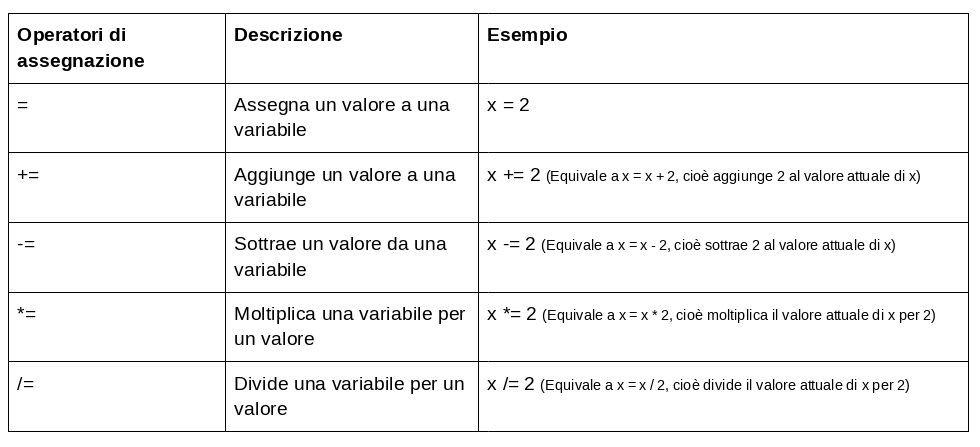 Operatori di
assegnazione
Descrizione
Esempio
=
Assegna un valore a una
variabile
x = 2
+=
Aggiunge un valore a una
variabile
x += 2 (Equivale a x = x + 2, cioè aggiunge 2 al valore attuale di x)
-=
Sottrae un valore da una
variabile
x -= 2 (Equivale a x = x - 2, cioè sottrae 2 al valore attuale di x)
*=
Moltiplica una variabile per
un valore
x *= 2 (Equivale a x = x * 2, cioè moltiplica il valore attuale di x per 2)
/=
Divide una variabile per un
valore
x /= 2 (Equivale a x = x / 2, cioè divide il valore attuale di x per 2)